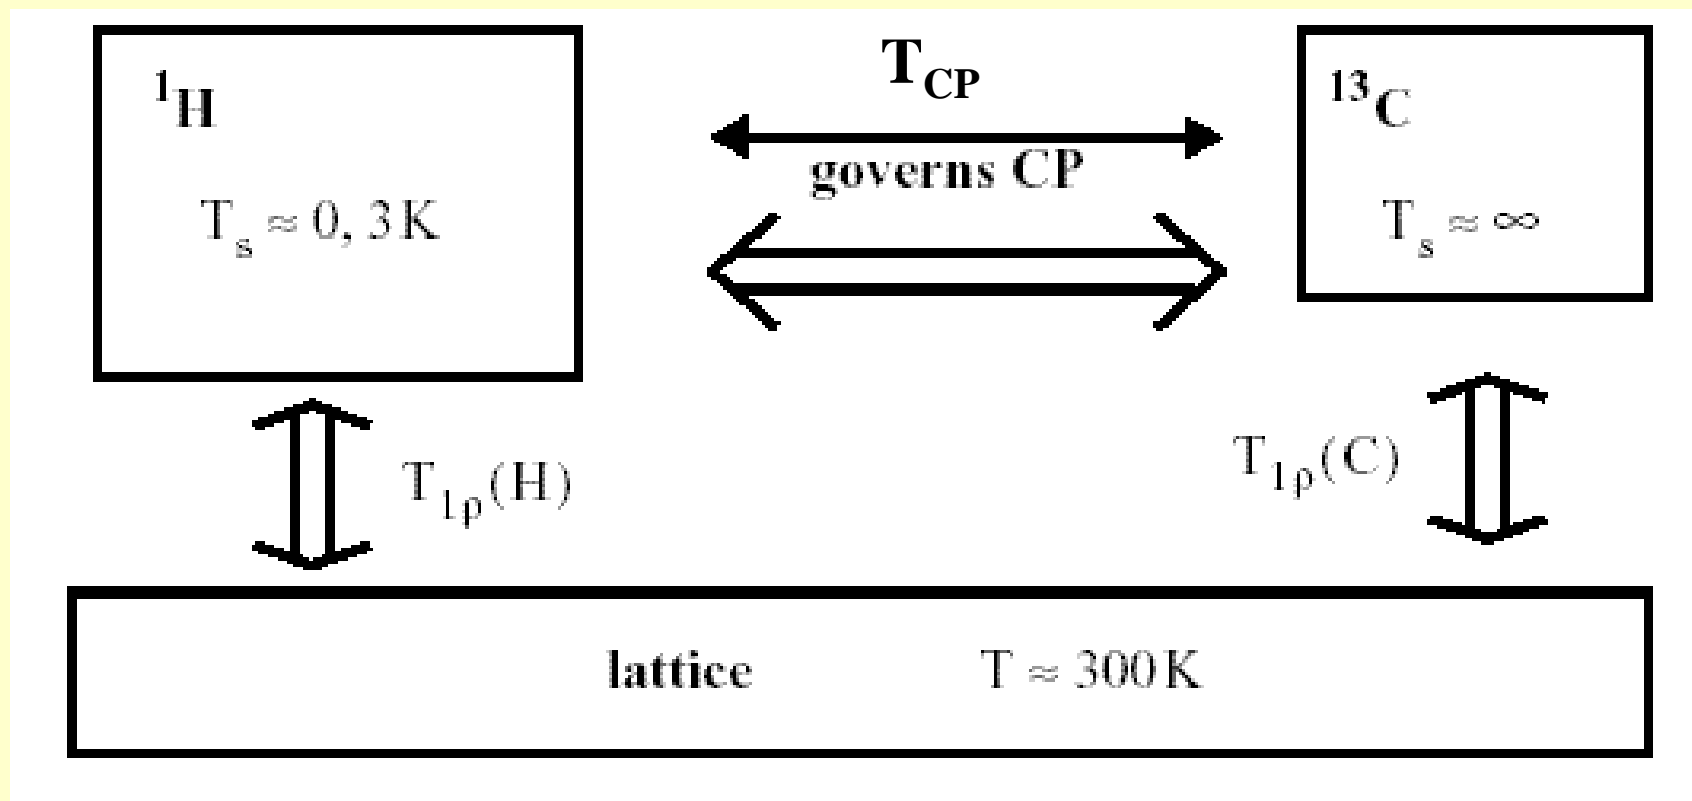 T_CP
¹H
¹³C
governs CP
T_s ≈ 0, 3 K
T_s ≈ ∞
T_1ρ(H)
T_1ρ(C)
lattice T ≈ 300 K